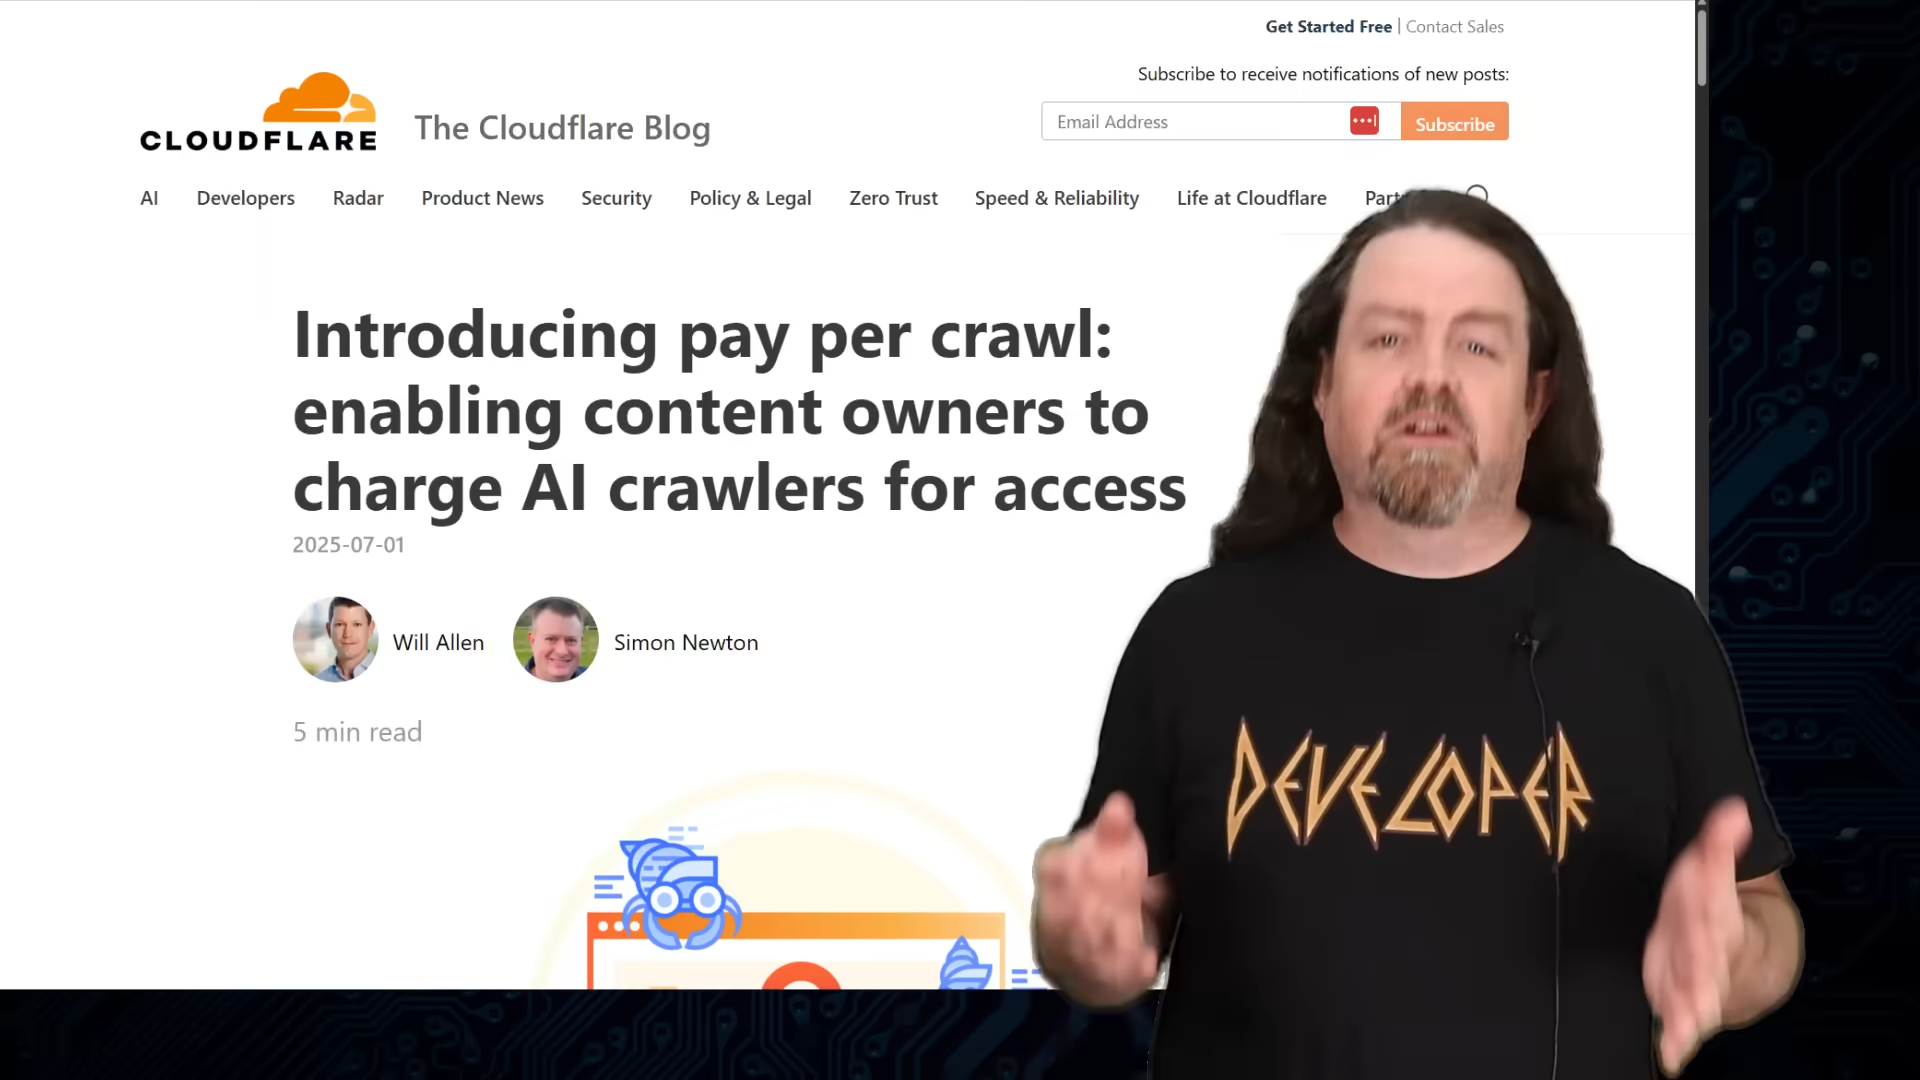 Get Started Free | Contact Sales
Subscribe to receive notifications of new posts:
Email Address
Subscribe
CLOUDFLARE
The Cloudflare Blog
AI Developers Radar Product News Security Policy & Legal Zero Trust Speed & Reliability Life at Cloudflare
Introducing pay per crawl:
enabling content owners to
charge AI crawlers for access
2025-07-01
Will Allen
Simon Newton
5 min read
DEVELOPER